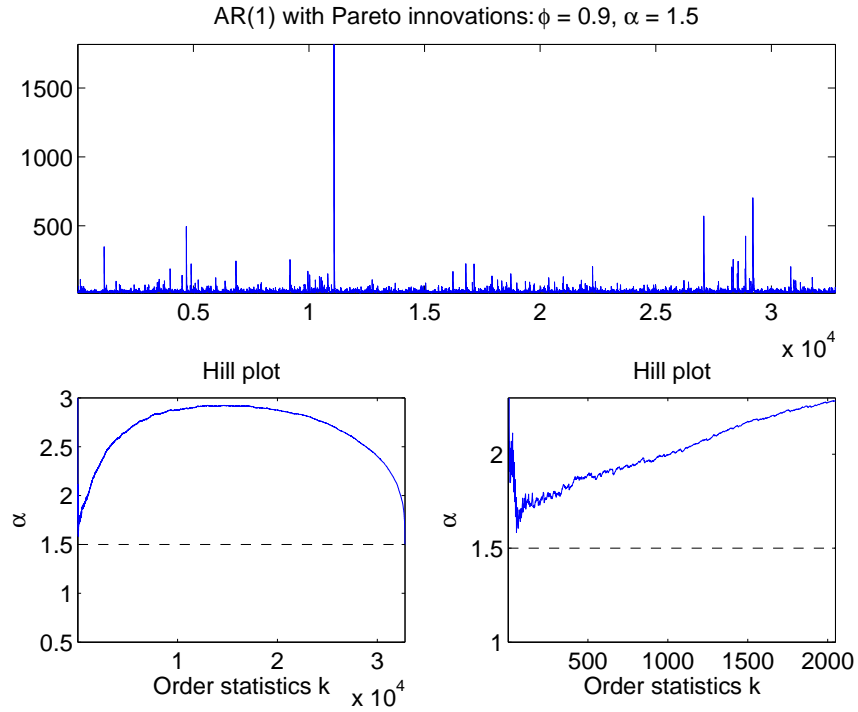 AR(1) with Pareto innovations: ϕ = 0.9, α = 1.5
1500
1000
500
0.5 1 1.5 2 2.5 3
x 10^4
Hill plot
3
2.5
2
1.5
1
0.5
α
1 2 3
Order statistics k
x 10^4
Hill plot
2
1.5
1
α
500 1000 1500 2000
Order statistics k